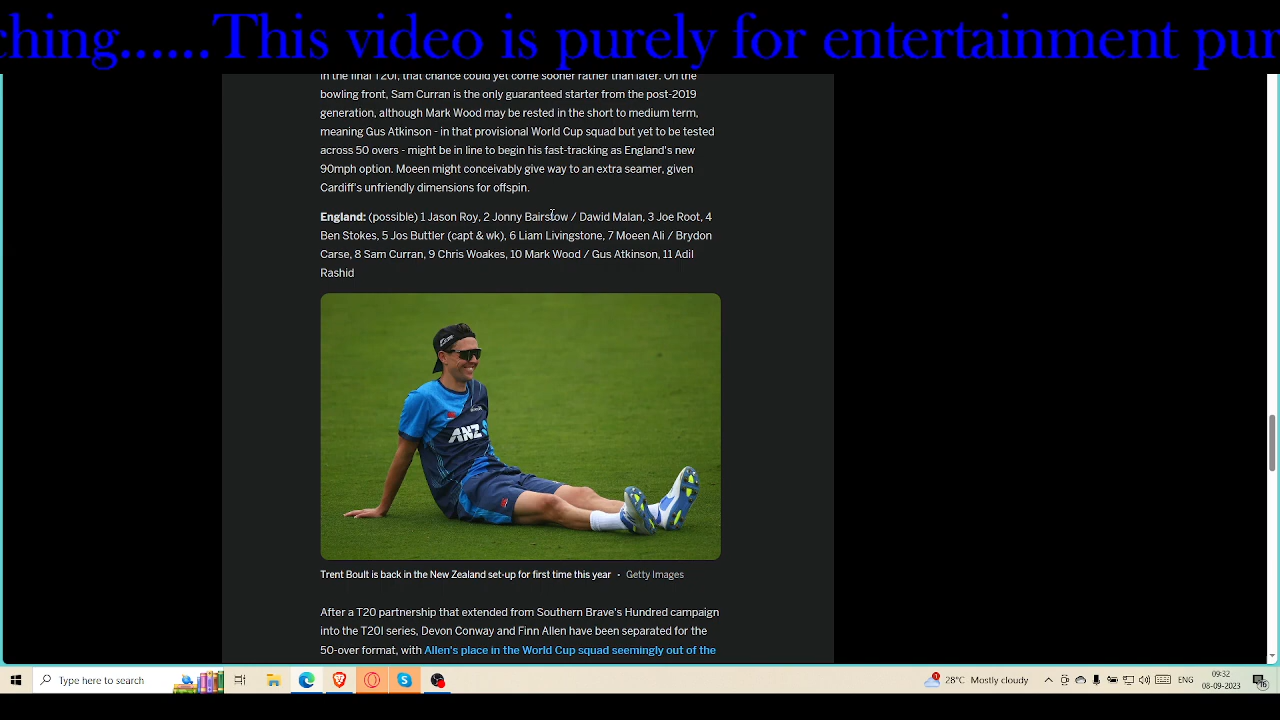 ching......This video is purely for entertainment pur
in the final T20I, that chance could yet come sooner rather than later. On the
bowling front, Sam Curran is the only guaranteed starter from the post-2019
generation, although Mark Wood may be rested in the short to medium term,
meaning Gus Atkinson - in that provisional World Cup squad but yet to be tested
across 50 overs - might be in line to begin his fast-tracking as England's new
90mph option. Moeen might conceivably give way to an extra seamer, given
Cardiff's unfriendly dimensions for offspin.
England: (possible) 1 Jason Roy, 2 Jonny Bairstow / Dawid Malan, 3 Joe Root, 4
Ben Stokes, 5 Jos Buttler (capt & wk), 6 Liam Livingstone, 7 Moeen Ali / Brydon
Carse, 8 Sam Curran, 9 Chris Woakes, 10 Mark Wood / Gus Atkinson, 11 Adil
Rashid
ANZ
Trent Boult is back in the New Zealand set-up for first time this year • Getty Images
After a T20 partnership that extended from Southern Brave's Hundred campaign
into the T20I series, Devon Conway and Finn Allen have been separated for the
50-over format, with Allen's place in the World Cup squad seemingly out of the
Type here to search
28°C Mostly cloudy
ENG
09:32
08-09-2023
16